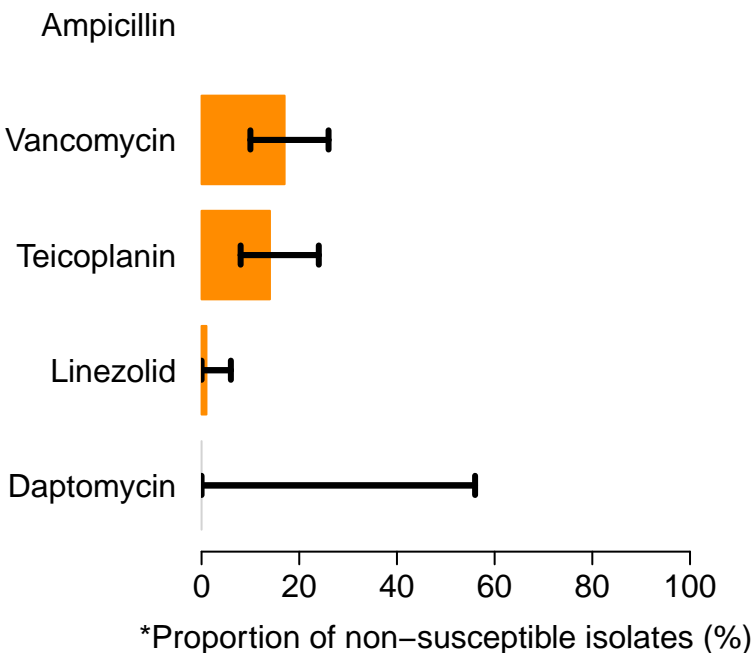 Ampicillin
Vancomycin
Teicoplanin
Linezolid
Daptomycin
0 20 40 60 80 100
*Proportion of non−susceptible isolates (%)